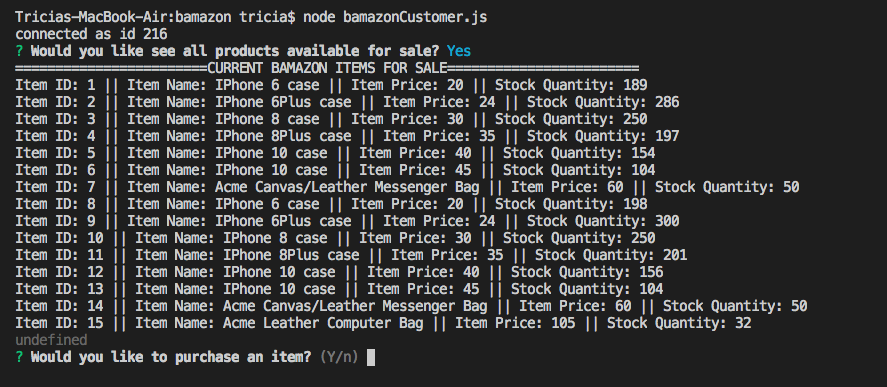 Tricias-MacBook-Air:bamazon tricia$ node bamazonCustomer.js
connected as id 216
? Would you like see all products available for sale? Yes
==========================CURRENT BAMAZON ITEMS FOR SALE==========================
Item ID: 1 || Item Name: IPhone 6 case || Item Price: 20 || Stock Quantity: 189
Item ID: 2 || Item Name: IPhone 6Plus case || Item Price: 24 || Stock Quantity: 286
Item ID: 3 || Item Name: IPhone 8 case || Item Price: 30 || Stock Quantity: 250
Item ID: 4 || Item Name: IPhone 8Plus case || Item Price: 35 || Stock Quantity: 197
Item ID: 5 || Item Name: IPhone 10 case || Item Price: 40 || Stock Quantity: 154
Item ID: 6 || Item Name: IPhone 10 case || Item Price: 45 || Stock Quantity: 104
Item ID: 7 || Item Name: Acme Canvas/Leather Messenger Bag || Item Price: 60 || Stock Quantity: 50
Item ID: 8 || Item Name: IPhone 6 case || Item Price: 20 || Stock Quantity: 198
Item ID: 9 || Item Name: IPhone 6Plus case || Item Price: 24 || Stock Quantity: 300
Item ID: 10 || Item Name: IPhone 8 case || Item Price: 30 || Stock Quantity: 250
Item ID: 11 || Item Name: IPhone 8Plus case || Item Price: 35 || Stock Quantity: 201
Item ID: 12 || Item Name: IPhone 10 case || Item Price: 40 || Stock Quantity: 156
Item ID: 13 || Item Name: IPhone 10 case || Item Price: 45 || Stock Quantity: 104
Item ID: 14 || Item Name: Acme Canvas/Leather Messenger Bag || Item Price: 60 || Stock Quantity: 50
Item ID: 15 || Item Name: Acme Leather Computer Bag || Item Price: 105 || Stock Quantity: 32
undefined
? Would you like to purchase an item? (Y/n)